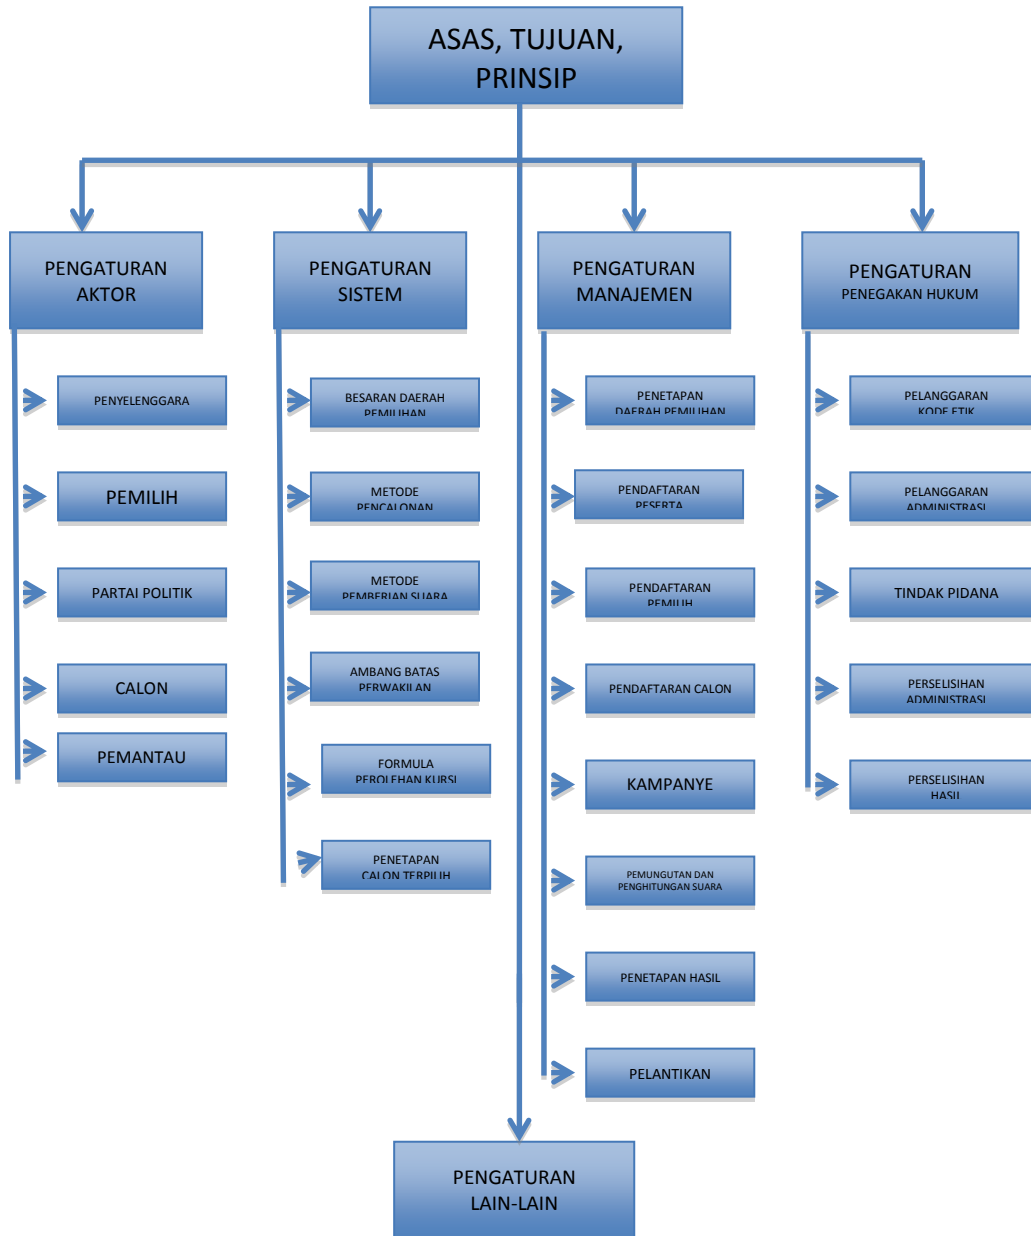 ASAS, TUJUAN,
PRINSIP
PENGATURAN
AKTOR
PENYELENGGARA
PEMILIH
PARTAI POLITIK
CALON
PEMANTAU
PENGATURAN
SISTEM
BESARAN DAERAH
PEMILIHAN
METODE
PENCALONAN
METODE
PEMBERIAN SUARA
AMBANG BATAS
PERWAKILAN
FORMULA
PEROLEHAN KURSI
PENETAPAN
CALON TERPILIH
PENGATURAN
MANAJEMEN
PENETAPAN
DAERAH PEMILIHAN
PENDAFTARAN
PESERTA
PENDAFTARAN
PEMILIH
PENDAFTARAN CALON
KAMPANYE
PEMUNGUTAN DAN
PENGHITUNGAN SUARA
PENETAPAN HASIL
PELANTIKAN
PENGATURAN
PENEGAKAN HUKUM
PELANGGARAN
KODE ETIK
PELANGGARAN
ADMINISTRASI
TINDAK PIDANA
PERSELISIHAN
ADMINISTRASI
PERSELISIHAN
HASIL
PENGATURAN
LAIN-LAIN